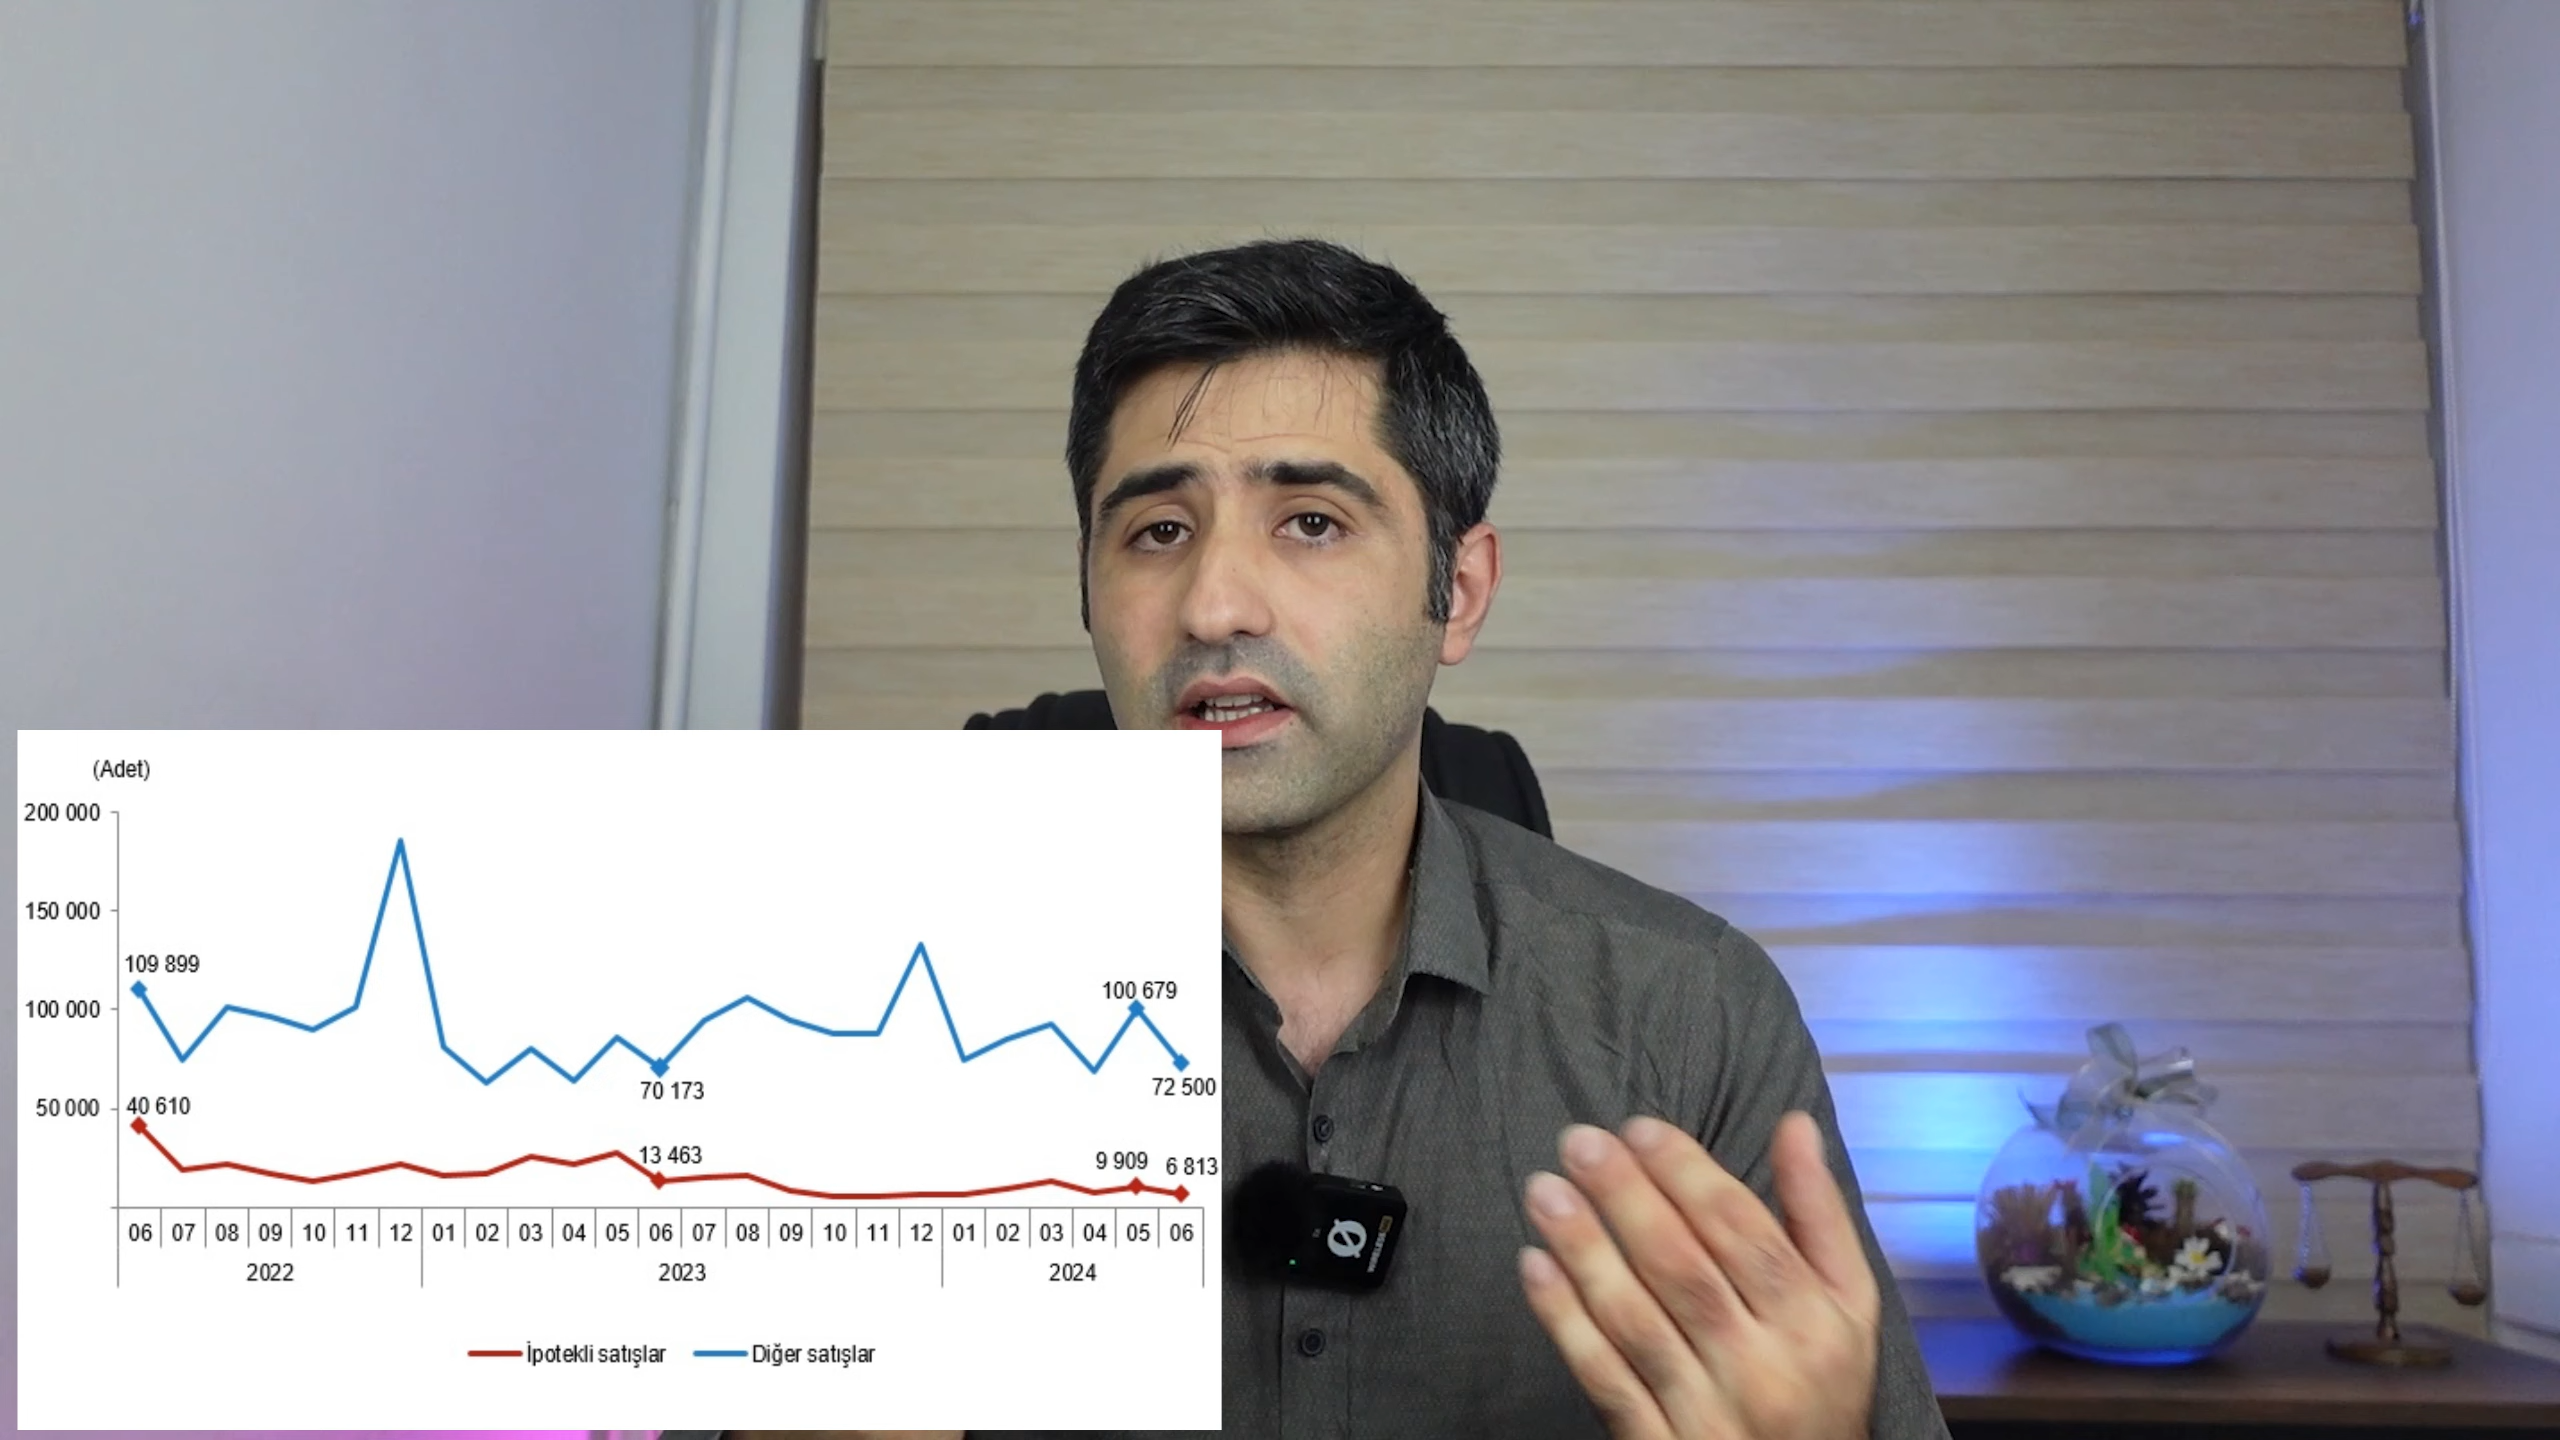 (Adet)
200 000
150 000
109 899
100 679
100 000
70 173
72 500
50 000
40 610
13 463
9 909
6 813
06 07 08 09 10 11 12 01 02 03 04 05 06 07 08 09 10 11 12 01 02 03 04 05 06
2022 2023 2024
İpotekli satışlar Diğer satışlar
WIRELESS